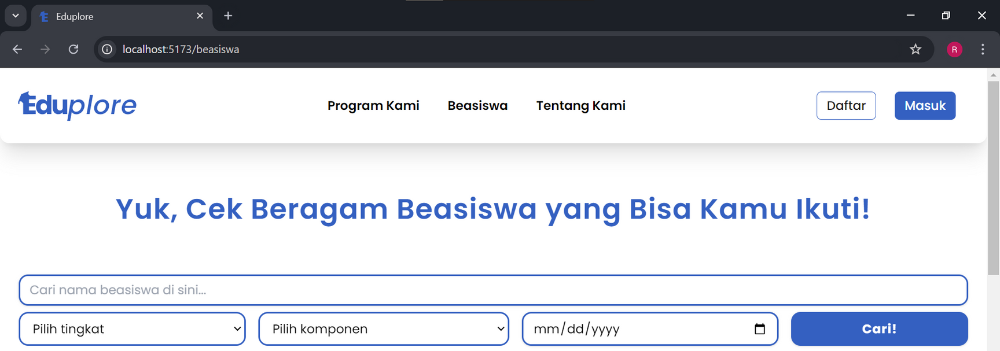 Eduplore
localhost:5173/beasiswa
R
Eduplore
Program Kami
Beasiswa
Tentang Kami
Daftar
Masuk
Yuk, Cek Beragam Beasiswa yang Bisa Kamu Ikuti!
Cari nama beasiswa di sini...
Pilih tingkat
Pilih komponen
mm/dd/yyyy
Cari!